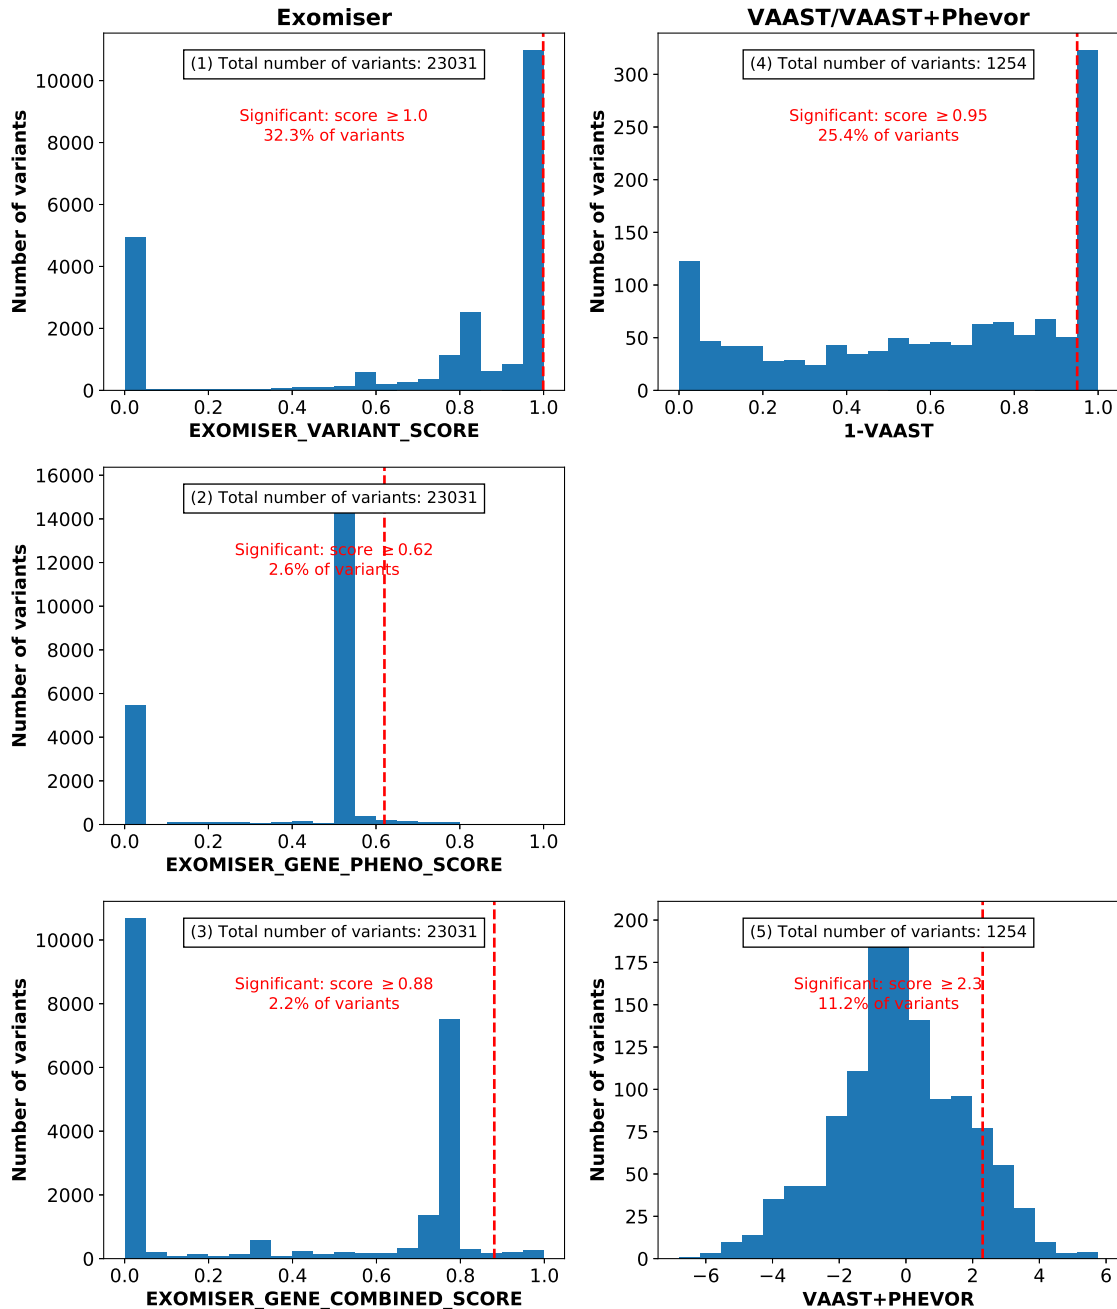 Exomiser
(1) Total number of variants: 23031
Significant: score ≥1.0
32.3% of variants
Number of variants
10000
8000
6000
4000
2000
0
0.0 0.2 0.4 0.6 0.8 1.0
EXOMISER_VARIANT_SCORE
VAAST/VAAST+Phevor
(4) Total number of variants: 1254
Significant: score ≥0.95
25.4% of variants
Number of variants
300
250
200
150
100
50
0
0.0 0.2 0.4 0.6 0.8 1.0
1-VAAST
(2) Total number of variants: 23031
Significant: score ≥0.62
2.6% of variants
Number of variants
16000
14000
12000
10000
8000
6000
4000
2000
0
0.0 0.2 0.4 0.6 0.8 1.0
EXOMISER_GENE_PHENO_SCORE
(3) Total number of variants: 23031
Significant: score ≥0.88
2.2% of variants
Number of variants
10000
8000
6000
4000
2000
0
0.0 0.2 0.4 0.6 0.8 1.0
EXOMISER_GENE_COMBINED_SCORE
(5) Total number of variants: 1254
Significant: score ≥2.3
11.2% of variants
Number of variants
200
175
150
125
100
75
50
25
0
−6 −4 −2 0 2 4 6
VAAST+PHEVOR